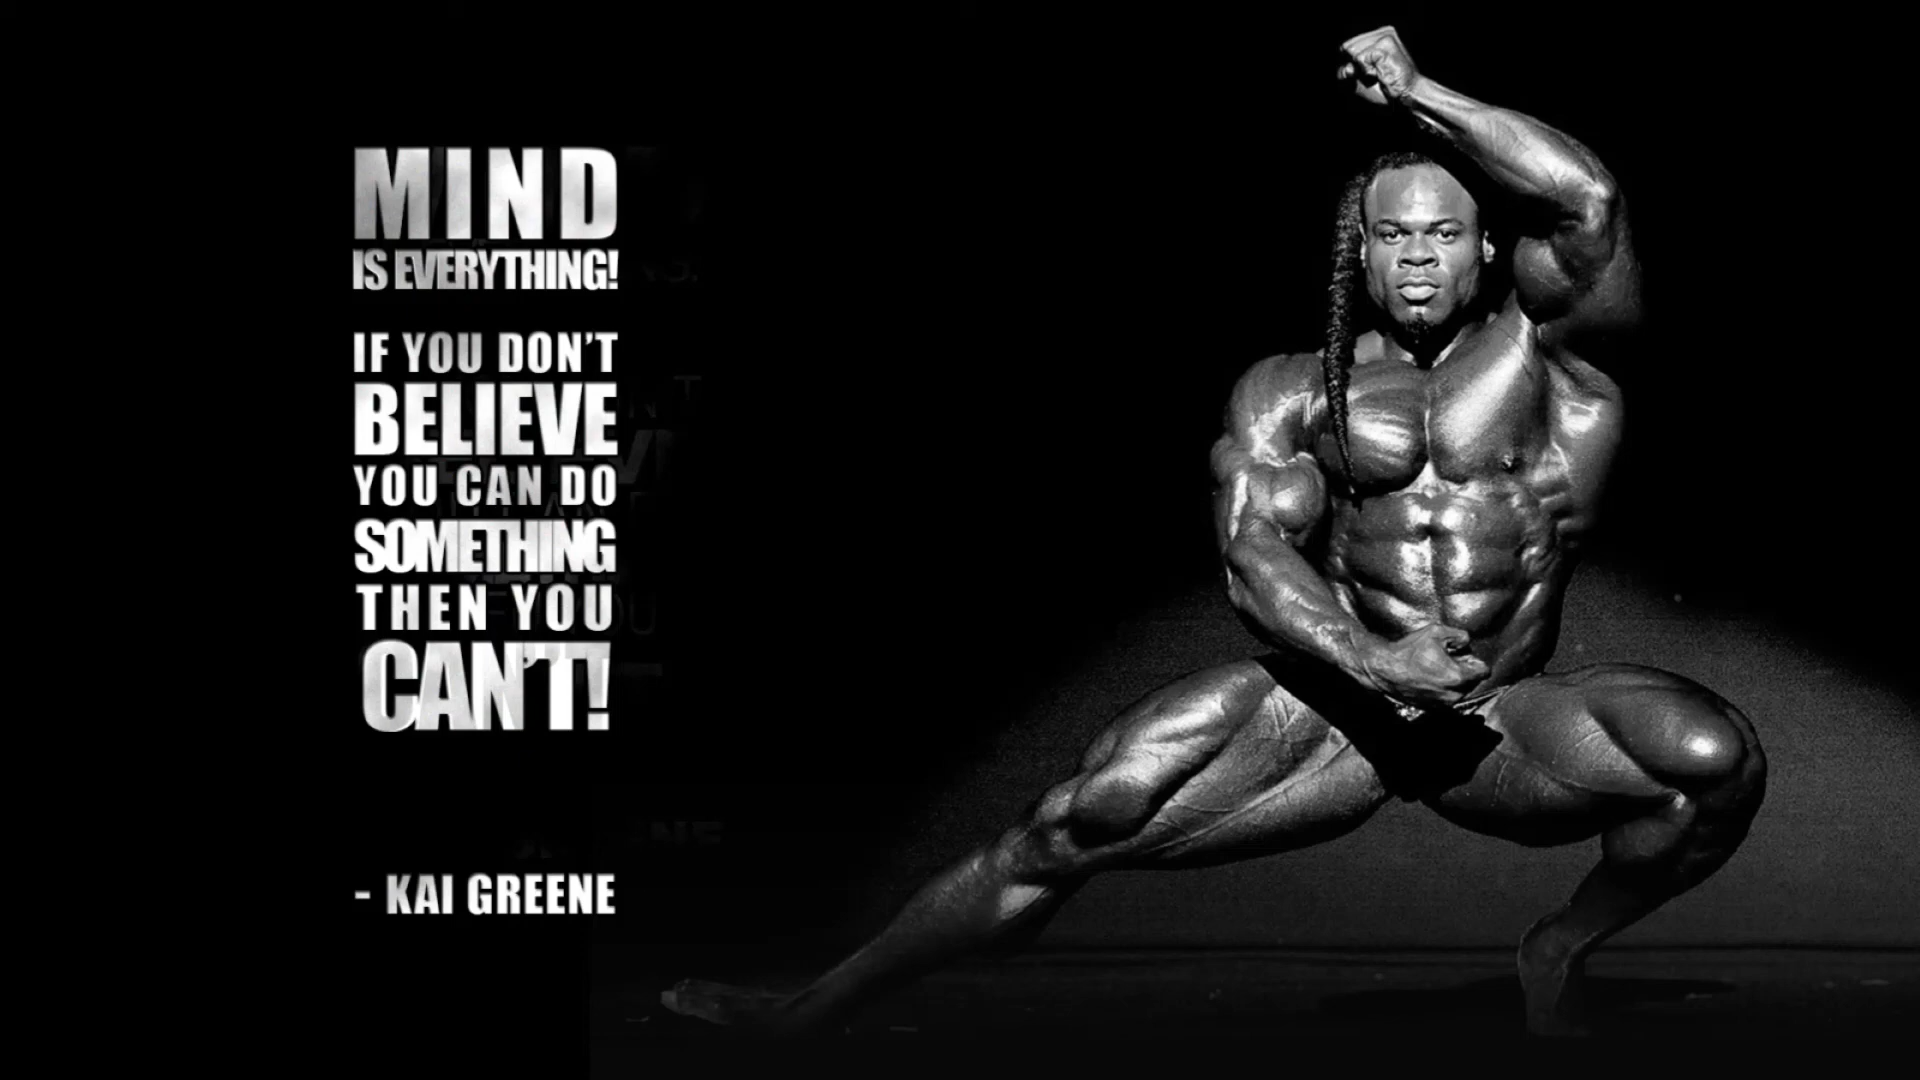 MIND
IS EVERYTHING!
IF YOU DON'T
BELIEVE
YOU CAN DO
SOMETHING
THEN YOU
CAN'T!
- KAI GREENE